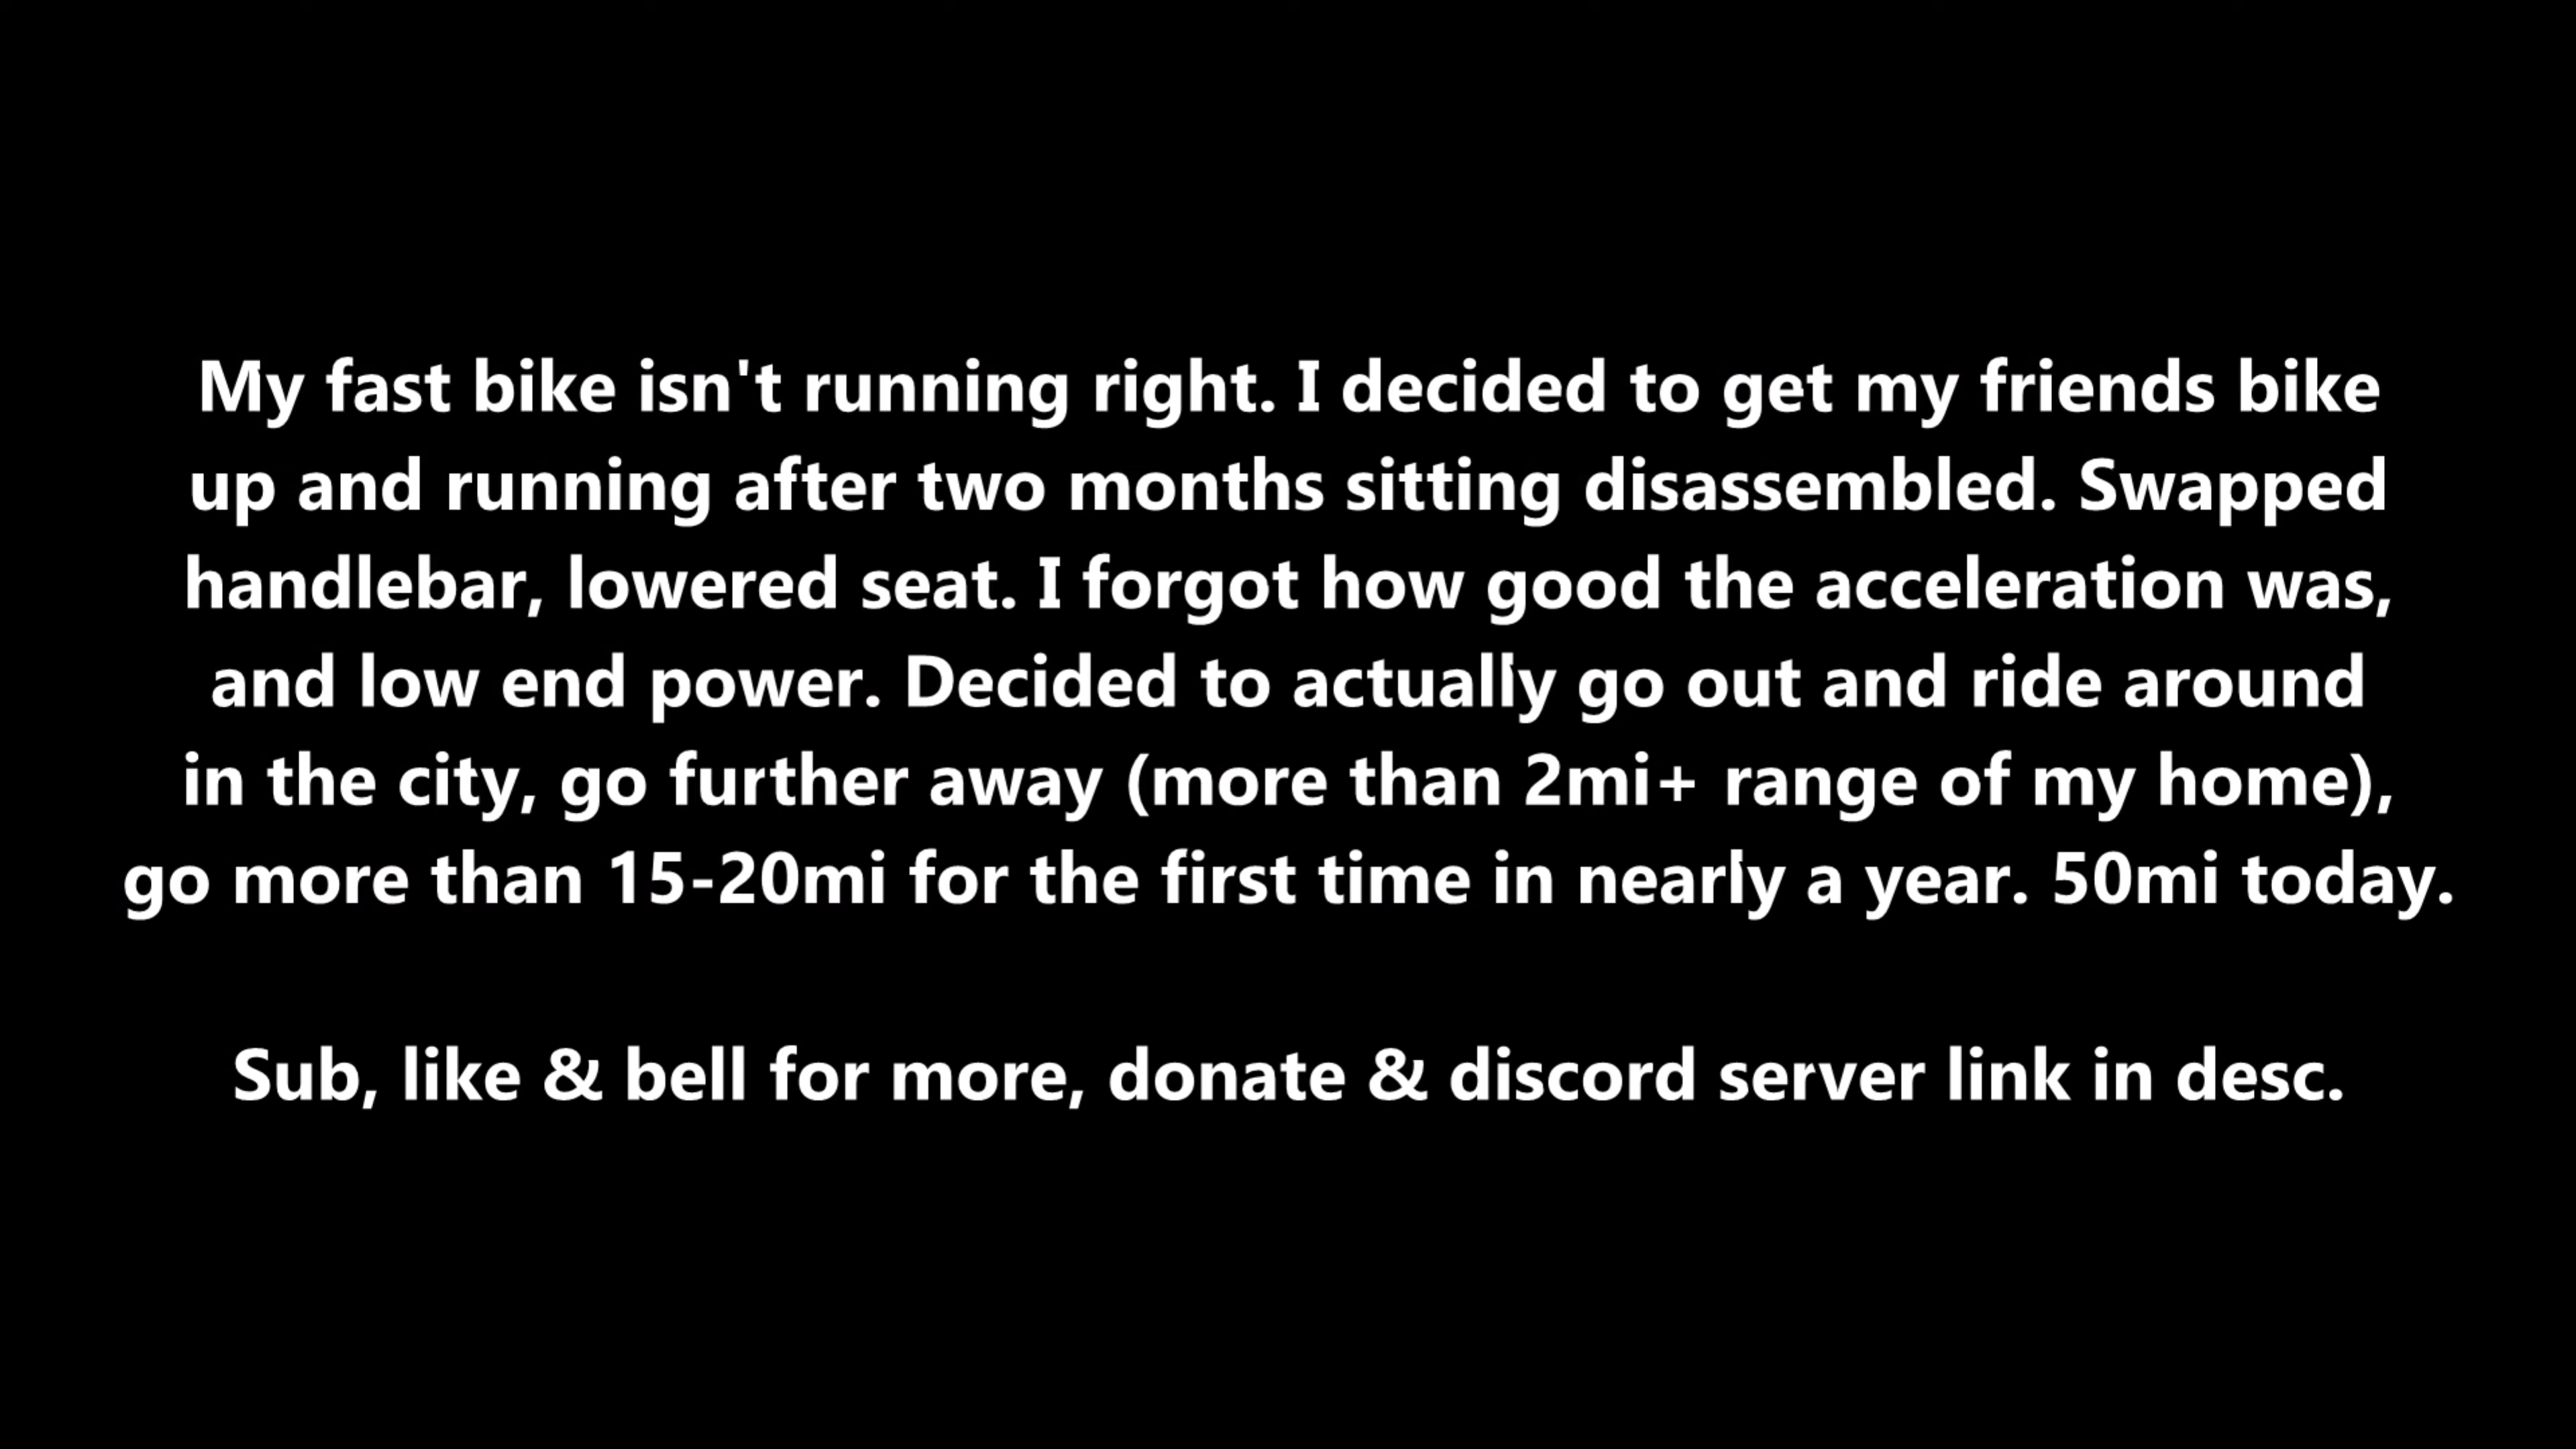 My fast bike isn't running right. I decided to get my friends bike
up and running after two months sitting disassembled. Swapped
handlebar, lowered seat. I forgot how good the acceleration was,
and low end power. Decided to actually go out and ride around
in the city, go further away (more than 2mi+ range of my home),
go more than 15-20mi for the first time in nearly a year. 50mi today.
Sub, like & bell for more, donate & discord server link in desc.